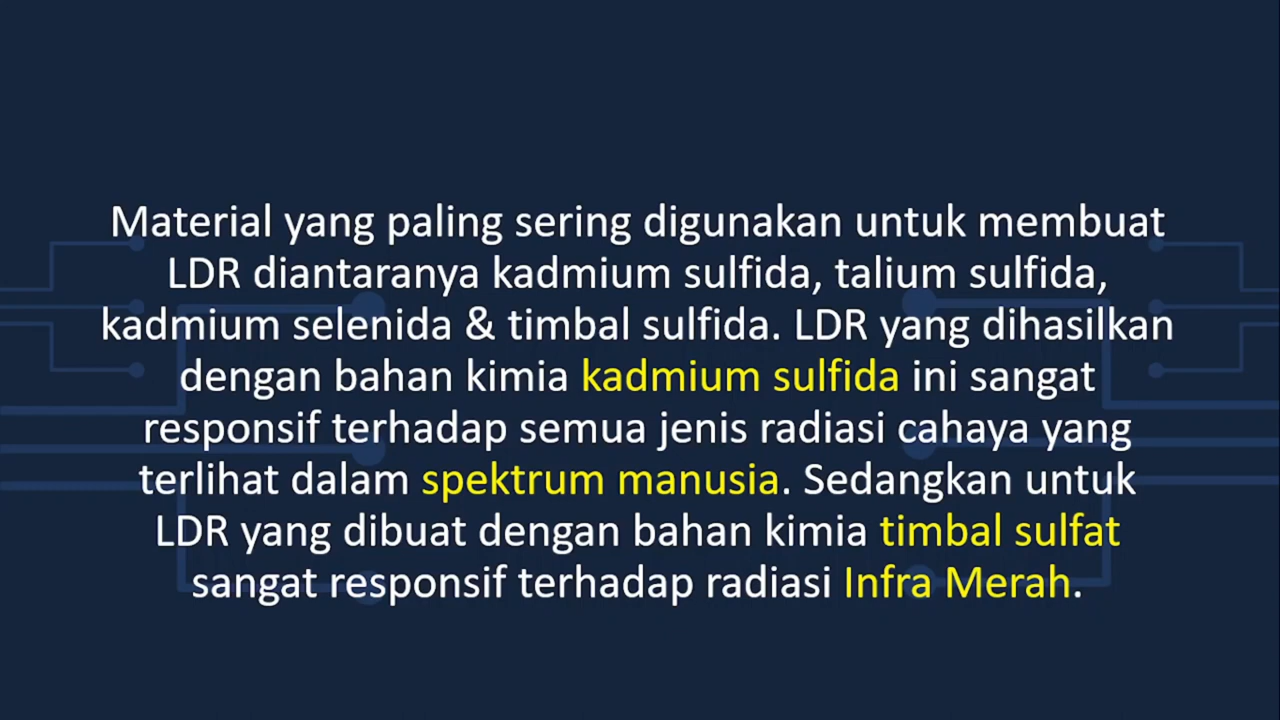 Material yang paling sering digunakan untuk membuat
LDR diantaranya kadmium sulfida, talium sulfida,
kadmium selenida & timbal sulfida. LDR yang dihasilkan
dengan bahan kimia kadmium sulfida ini sangat
responsif terhadap semua jenis radiasi cahaya yang
terlihat dalam spektrum manusia. Sedangkan untuk
LDR yang dibuat dengan bahan kimia timbal sulfat
sangat responsif terhadap radiasi Infra Merah.